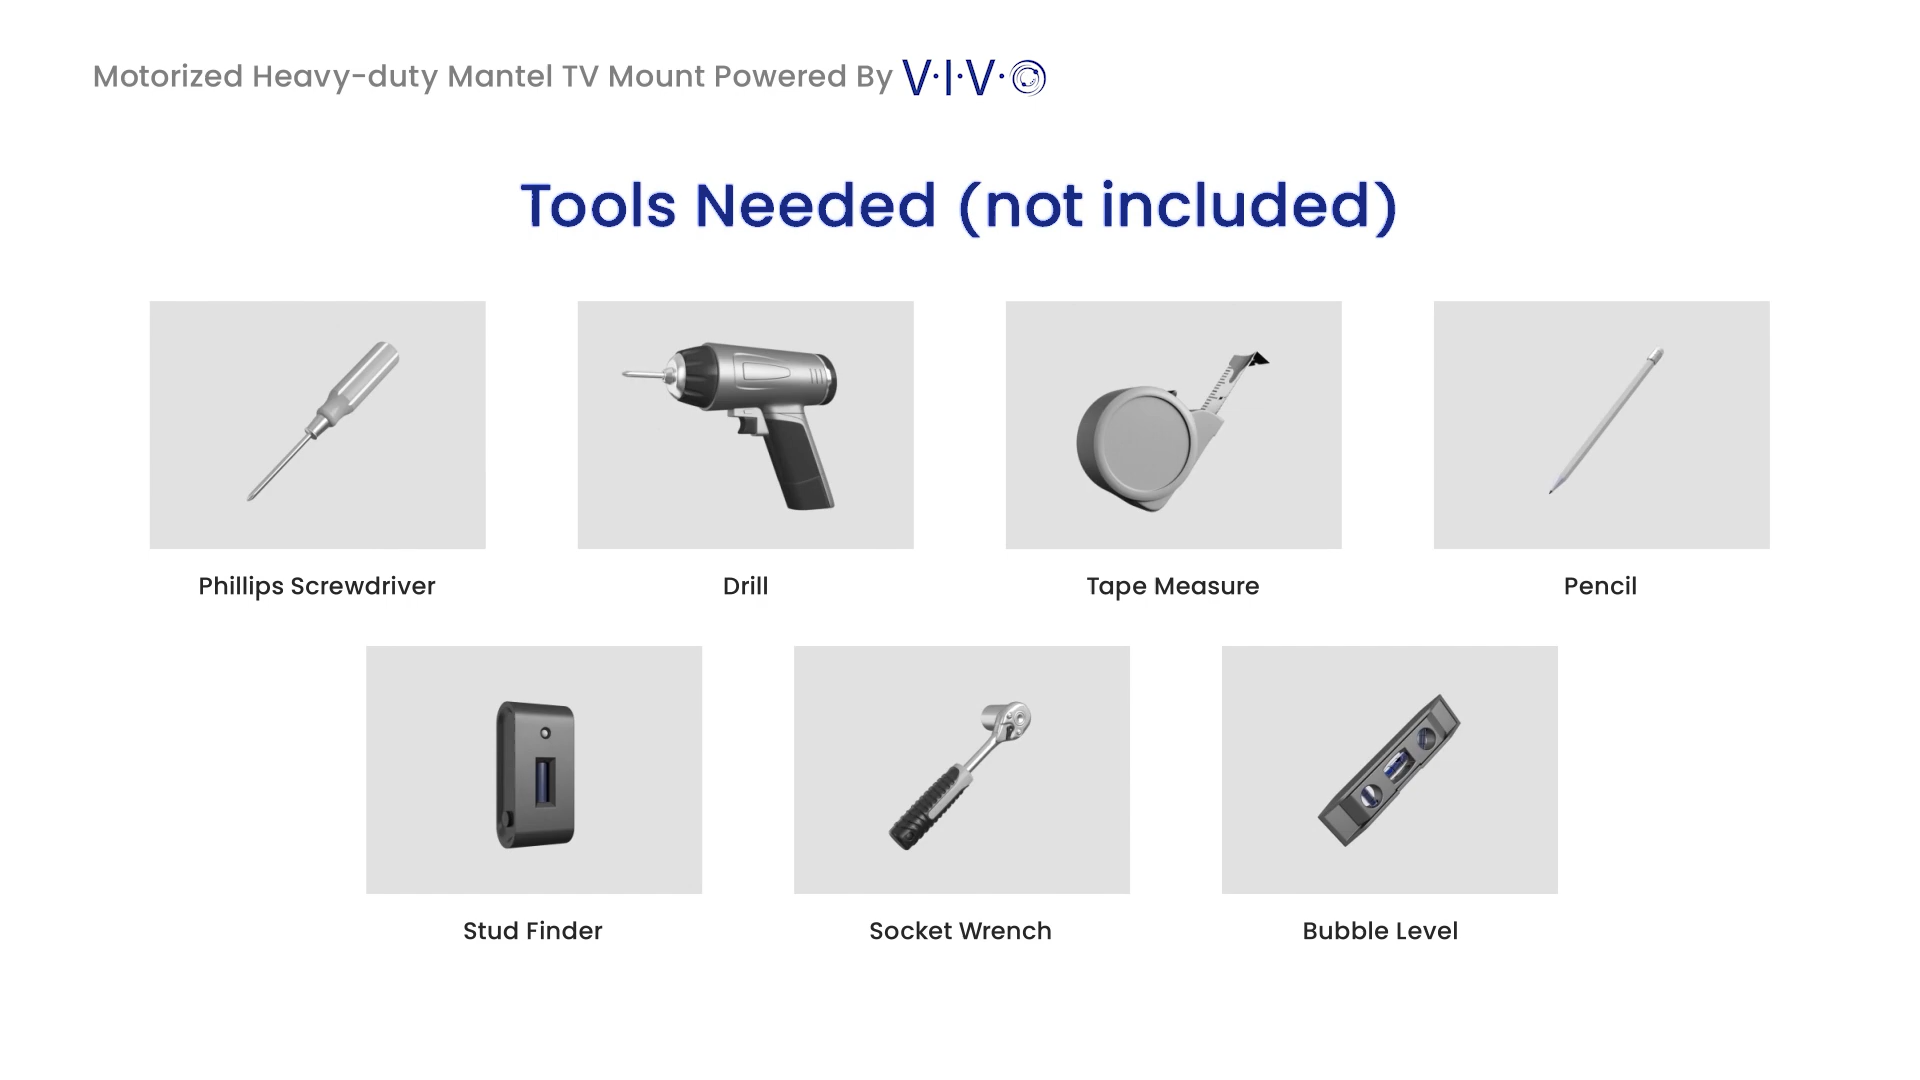 Motorized Heavy-duty Mantel TV Mount Powered By V·I·V·O
Tools Needed (not included)
Phillips Screwdriver
Drill
Tape Measure
Pencil
Stud Finder
Socket Wrench
Bubble Level